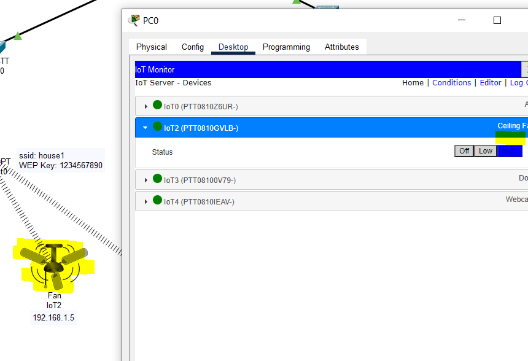 PC0
Physical Config Desktop Programming Attributes
IoT Monitor
IoT Server - Devices Home | Conditions | Editor | Log
IoT0 (PTT0810Z6UR-)
IoT2 (PTT0810GVLB-) Ceiling Fa
Status Off Low
IoT3 (PTT08100V79-) Do
IoT4 (PTT0810IEAV-) Webca
TT
0
ssid: house1
WEP Key: 1234567890
PT
t0
Fan
IoT2
192.168.1.5